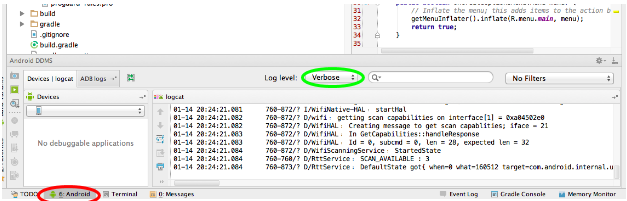 build
gradle
.gitignore
build.gradle
31
32
33
34
35
// Inflate the menu; this adds items to the action b
getMenuInflater().inflate(R.menu.main, menu);
return true;
}
Android DDMS
Devices | logcat
ADB logs
Log level:
Verbose
No Filters
Devices
logcat
No debuggable applications
01-14 20:24:21.081 760-872/? I/WifiNative-HAL﹕ startHal
01-14 20:24:21.082 760-872/? D/wifi﹕ getting scan capabilities on interface[1] = 0xa04502e0
01-14 20:24:21.082 760-872/? D/WifiHAL﹕ Creating message to get scan capabilities; iface = 21
01-14 20:24:21.083 760-872/? D/WifiHAL﹕ In GetCapabilities::handleResponse
01-14 20:24:21.083 760-872/? D/WifiHAL﹕ Id = 0, subcmd = 0, len = 28, expected len = 32
01-14 20:24:21.084 760-872/? D/WifiScanningService﹕ StartedState
01-14 20:24:21.084 760-760/? D/RttService﹕ SCAN_AVAILABLE : 3
01-14 20:24:21.084 760-873/? D/RttService﹕ DefaultState got{ when=0 what=160512 target=com.android.internal.u
TODO
6: Android
Terminal
0: Messages
Event Log
Gradle Console
Memory Monitor